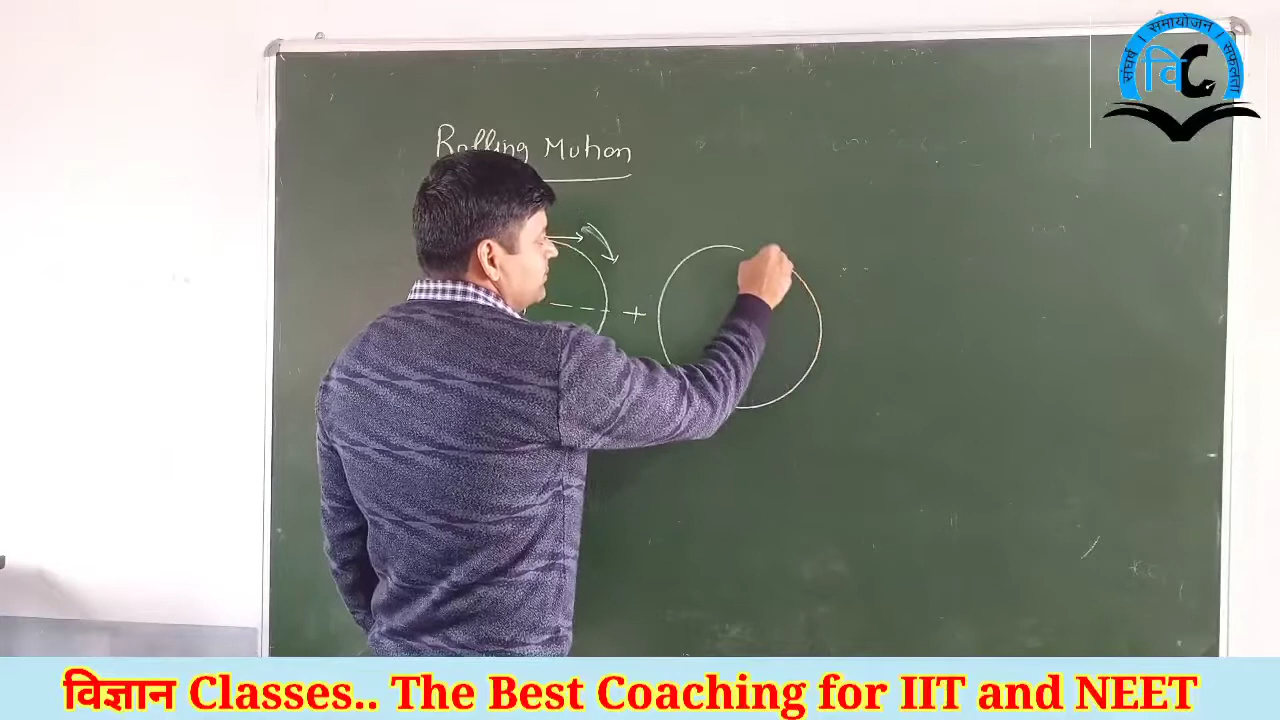 संघर्ष । समायोजन । सफलता
विC
Rolling Motion
+
विज्ञान Classes.. The Best Coaching for IIT and NEET